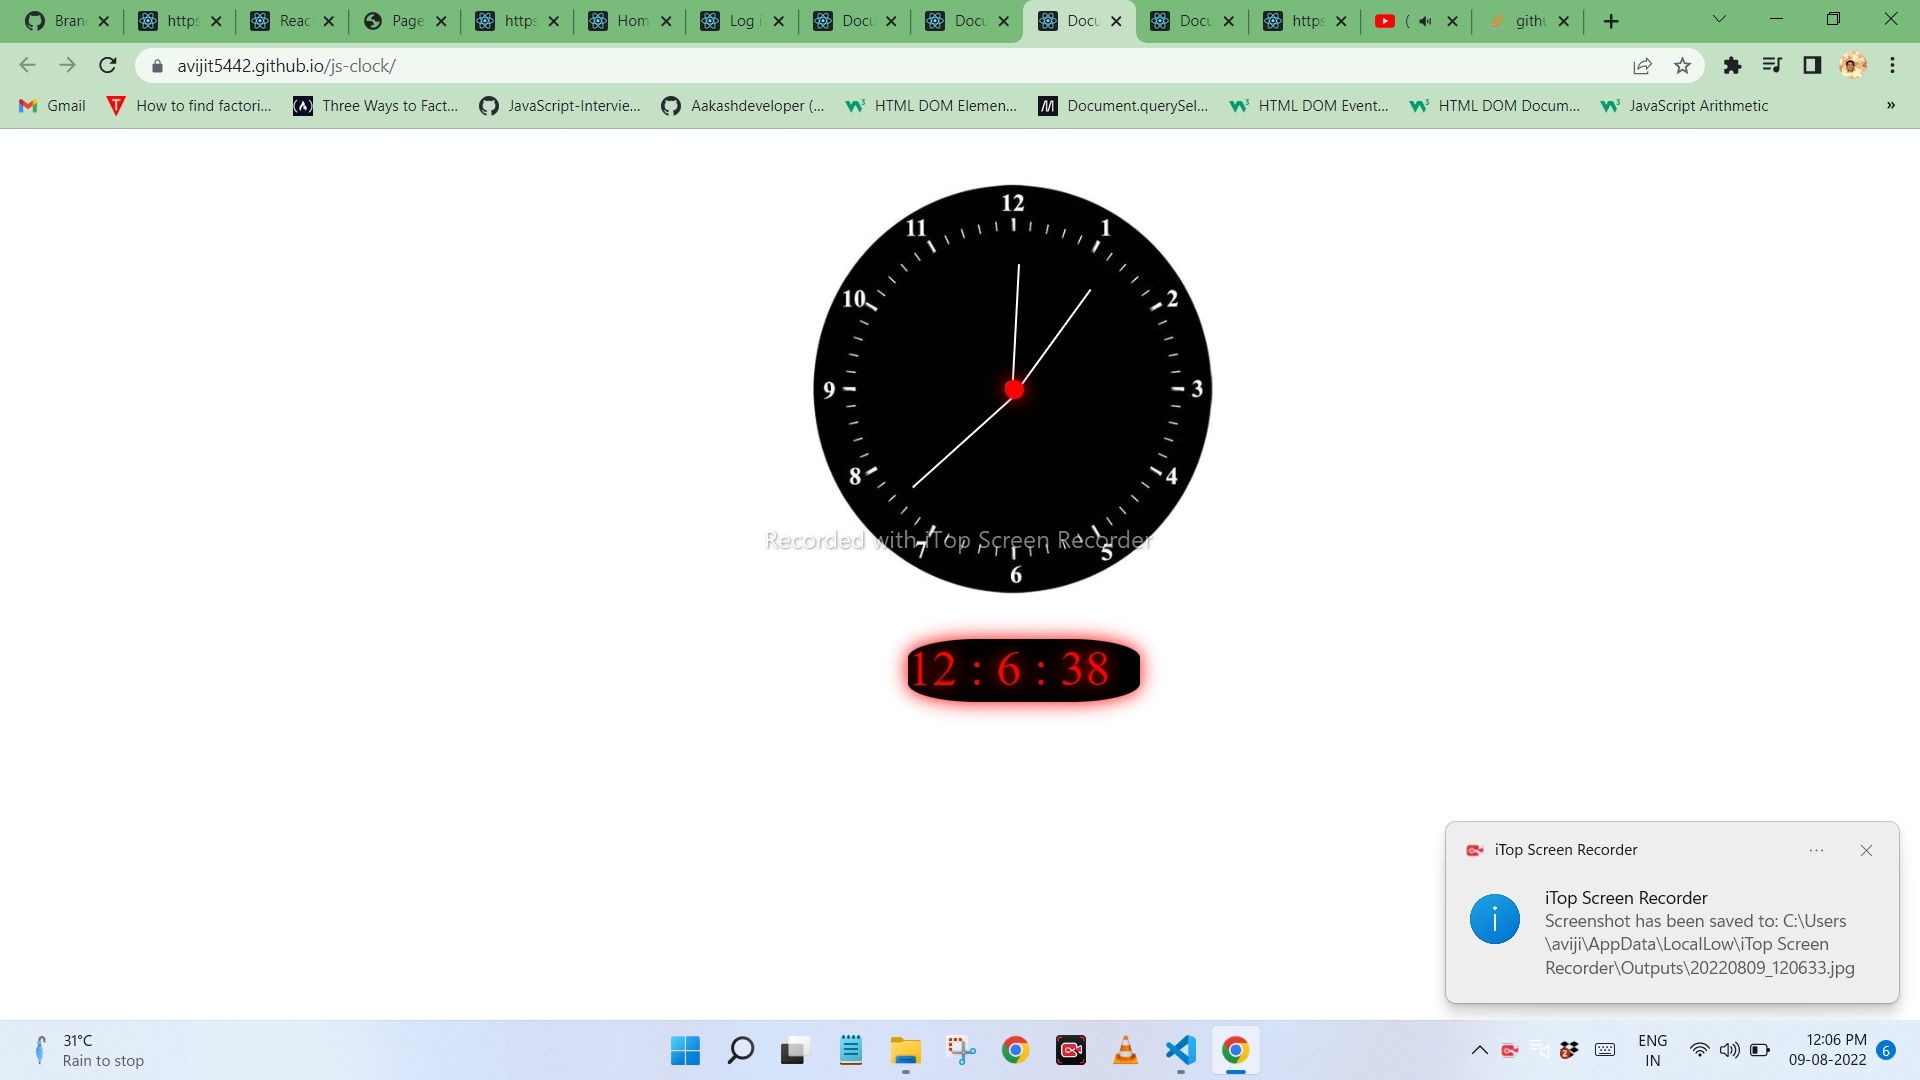 Bran
https
Reac
Page
https
Hom
Log i
Docu
Docu
Docu
Docu
https
(
githu
avijit5442.github.io/js-clock/
Gmail
How to find factori...
Three Ways to Fact...
JavaScript-Intervie...
Aakashdeveloper (...
HTML DOM Elemen...
Document.querySel...
HTML DOM Event...
HTML DOM Docum...
JavaScript Arithmetic
»
12
11 1
10 2
9 3
8 4
7 5
6
Recorded with iTop Screen Recorder
12 : 6 : 38
iTop Screen Recorder
iTop Screen Recorder
Screenshot has been saved to: C:\Users
\aviji\AppData\LocalLow\iTop Screen
Recorder\Outputs\20220809_120633.jpg
31°C
Rain to stop
2
ENG
IN
12:06 PM
09-08-2022
6